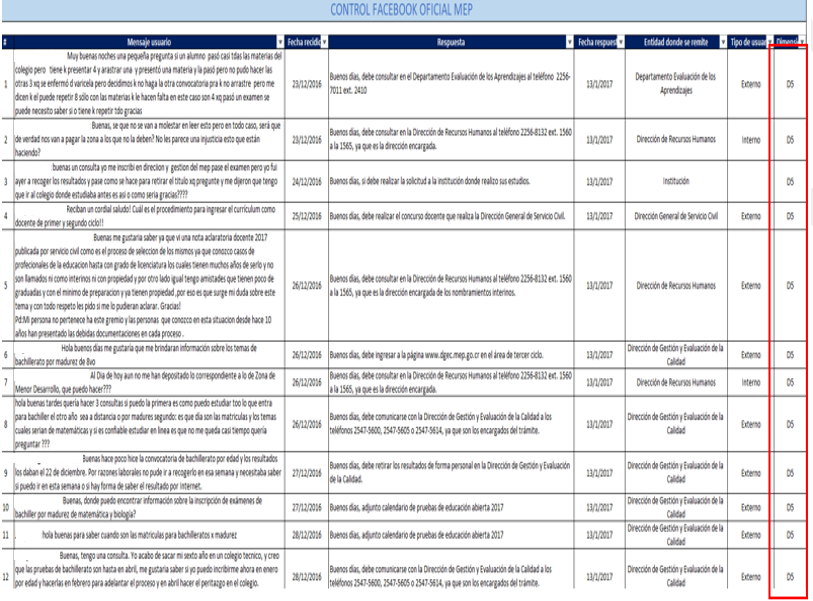 CONTROL FACEBOOK OFICIAL MEP
# Mensaje usuario Fecha recidio Respuesta Fecha respues Entidad donde se remite Tipo de usuar Dimensi
Muy buenas noches una pequeña pregunta si un alumno pasó casi tdas las materias del
colegio pero tiene k presentar 4 y arastrar una y presentó una materia y la pasó pero no pudo hacer las
otras 3 xq se enfermó d varicela pero decidimos k no haga la otra convocatoria pra k no arrastre pero me
dicen k el puede repetir 8 sólo con las materias k le hacen falta en este caso son 4 xq pasó un examen se
puede necesito saber si o tiene k repetir tdo gracias
1 23/12/2016 Buenos días, debe consultar en el Departamento Evaluación de los Aprendizajes al teléfono 2256-
7011 ext. 2410
13/1/2017 Departamento Evaluación de los
Aprendizajes
Externo D5
Buenas, se que no se van a molestar en leer esto pero en todo caso, será que
de verdad nos van a pagar la zona a los que no la deben? No les parece una injusticia esto que están
haciendo?
2 23/12/2016 Buenos días, debe consultar en la Dirección de Recursos Humanos al teléfono 2256-8132 ext. 1560
a la 1565, ya que es la dirección encargada.
13/1/2017 Dirección de Recursos Humanos Interno D5
buenas un consulta yo me inscribi en direcion y gestion del mep pase el examen pero yo fui
ayer a recoger los resultados y pase como se hace para retirar el titulo xq pregunte y me dijeron que tengo
que ir al colegio donde estudiaba antes es asi o como seria gracias????
3 24/12/2016 Buenos días, si debe realizar la solicitud a la institución donde realizo sus estudios.
13/1/2017 Institución D5
Reciban un cordial saludo! Cuál es el procedimiento para ingresar el currículum como
docente de primer y segundo ciclo!!
4 25/12/2016 Buenos días, debe realizar el concurso docente que realiza la Dirección General de Servicio Civil.
13/1/2017 Dirección General de Servicio Civil Externo D5
Buenas me gustaria saber ya que vi una nota aclaratoria docente 2017
publicada por servicio civil como es el proceso de seleccion de los mismos ya que conozco casos de
profecionales de la educacion hasta con grado de licenciatura los cuales tienen muchos años de serlo y no
son llamados ni como interinos ni con propiedad y por otro lado igual tengo amistades que tienen poco de
graduadas y con el minimo de preparacion y ya tienen propiedad ,por eso es que surge mi duda sobre este
tema y con todo respeto les pido si me lo pudieran aclarar. Gracias!
Pd:Mi persona no pertenece ha este gremio y las personas que conozco en esta situacion desde hace 10
años han presentado las debidas documentaciones en cada proceso .
5 26/12/2016 Buenos días, debe consultar en la Dirección de Recursos Humanos al teléfono 2256-8132 ext. 1560
a la 1565, ya que es la dirección encargada de los nombramientos interinos.
13/1/2017 Dirección de Recursos Humanos Externo D5
Hola buenos días me gustaría que me brindaran información sobre los temas de
bachillerato por madurez de 8vo
6 26/12/2016 Buenos días, debe ingresar a la página www.dgec.mep.go.cr en el área de tercer ciclo.
13/1/2017 Dirección de Gestión y Evaluación de la
Calidad
Externo D5
Al Día de hoy aun no me han depositado lo correspondiente a lo de Zona de
Menor Desarrollo, que puedo hacer???
7 26/12/2016 Buenos días, debe consultar en la Dirección de Recursos Humanos al teléfono 2256-8132 ext. 1560
a la 1565, ya que es la dirección encargada.
13/1/2017 Dirección de Recursos Humanos Interno D5
hola buenas tardes quería hacer 3 consultas si puedo la primera es como puedo estudiar too lo que entra
para bachiller el otro año sea a distancia o por madures segundo: es que dia son las matriculas y los temas
cuales serian de matemáticas y si es confiable estudiar en linea es que no me queda casi tiempo quería
preguntar ???
8 26/12/2016 Buenos días, debe comunicarse con la Dirección de Gestión y Evaluación de la Calidad a los
teléfonos 2547-5600, 2547-5605 o 2547-5614, ya que son los encargados del trámite.
13/1/2017 Dirección de Gestión y Evaluación de la
Calidad
Externo D5
Buenas hace poco hice la convocatoria de bachillerato por edad y los resultados
los daban el 22 de diciembre. Por razones laborales no pude ir a recogerlo en esa semana y necesitaba saber
si puedo ir en esta semana o si hay forma de saber el resultado por Internet.
9 27/12/2016 Buenos días, debe retirar los resultados de forma personal en la Dirección de Gestión y Evaluación
de la Calidad.
13/1/2017 Dirección de Gestión y Evaluación de la
Calidad
Externo D5
Buenas, donde puedo encontrar información sobre la inscripción de exámenes de
bachiller por madurez de matemática y biología?
10 27/12/2016 Buenos días, adjunto calendario de pruebas de educación abierta 2017
13/1/2017 Dirección de Gestión y Evaluación de la
Calidad
Externo D5
hola buenas para saber cuando son las matriculas para bachilleratos x madurez
11 28/12/2016 Buenos días, adjunto calendario de pruebas de educación abierta 2017
13/1/2017 Dirección de Gestión y Evaluación de la
Calidad
Externo D5
Buenas, tengo una consulta. Yo acabo de sacar mi sexto año en un colegio tecnico, y creo
que las pruebas de bachillerato son hasta en abril, me gustaria saber si yo puedo incribirme ahora en enero
por edad y hacerlas en febrero para adelantar el proceso y en abril hacer el peritazgo en el colegio.
12 28/12/2016 Buenos días, debe comunicarse con la Dirección de Gestión y Evaluación de la Calidad a los
teléfonos 2547-5600, 2547-5605 o 2547-5614, ya que son los encargados del trámite.
13/1/2017 Dirección de Gestión y Evaluación de la
Calidad
Externo D5